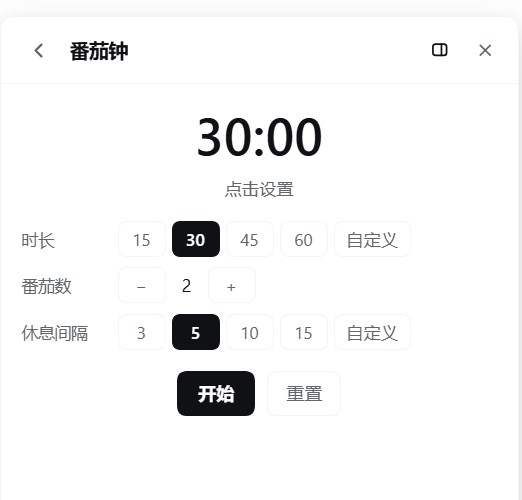 番茄钟
30:00
点击设置
时长 15 30 45 60 自定义
番茄数 − 2 +
休息间隔 3 5 10 15 自定义
开始 重置